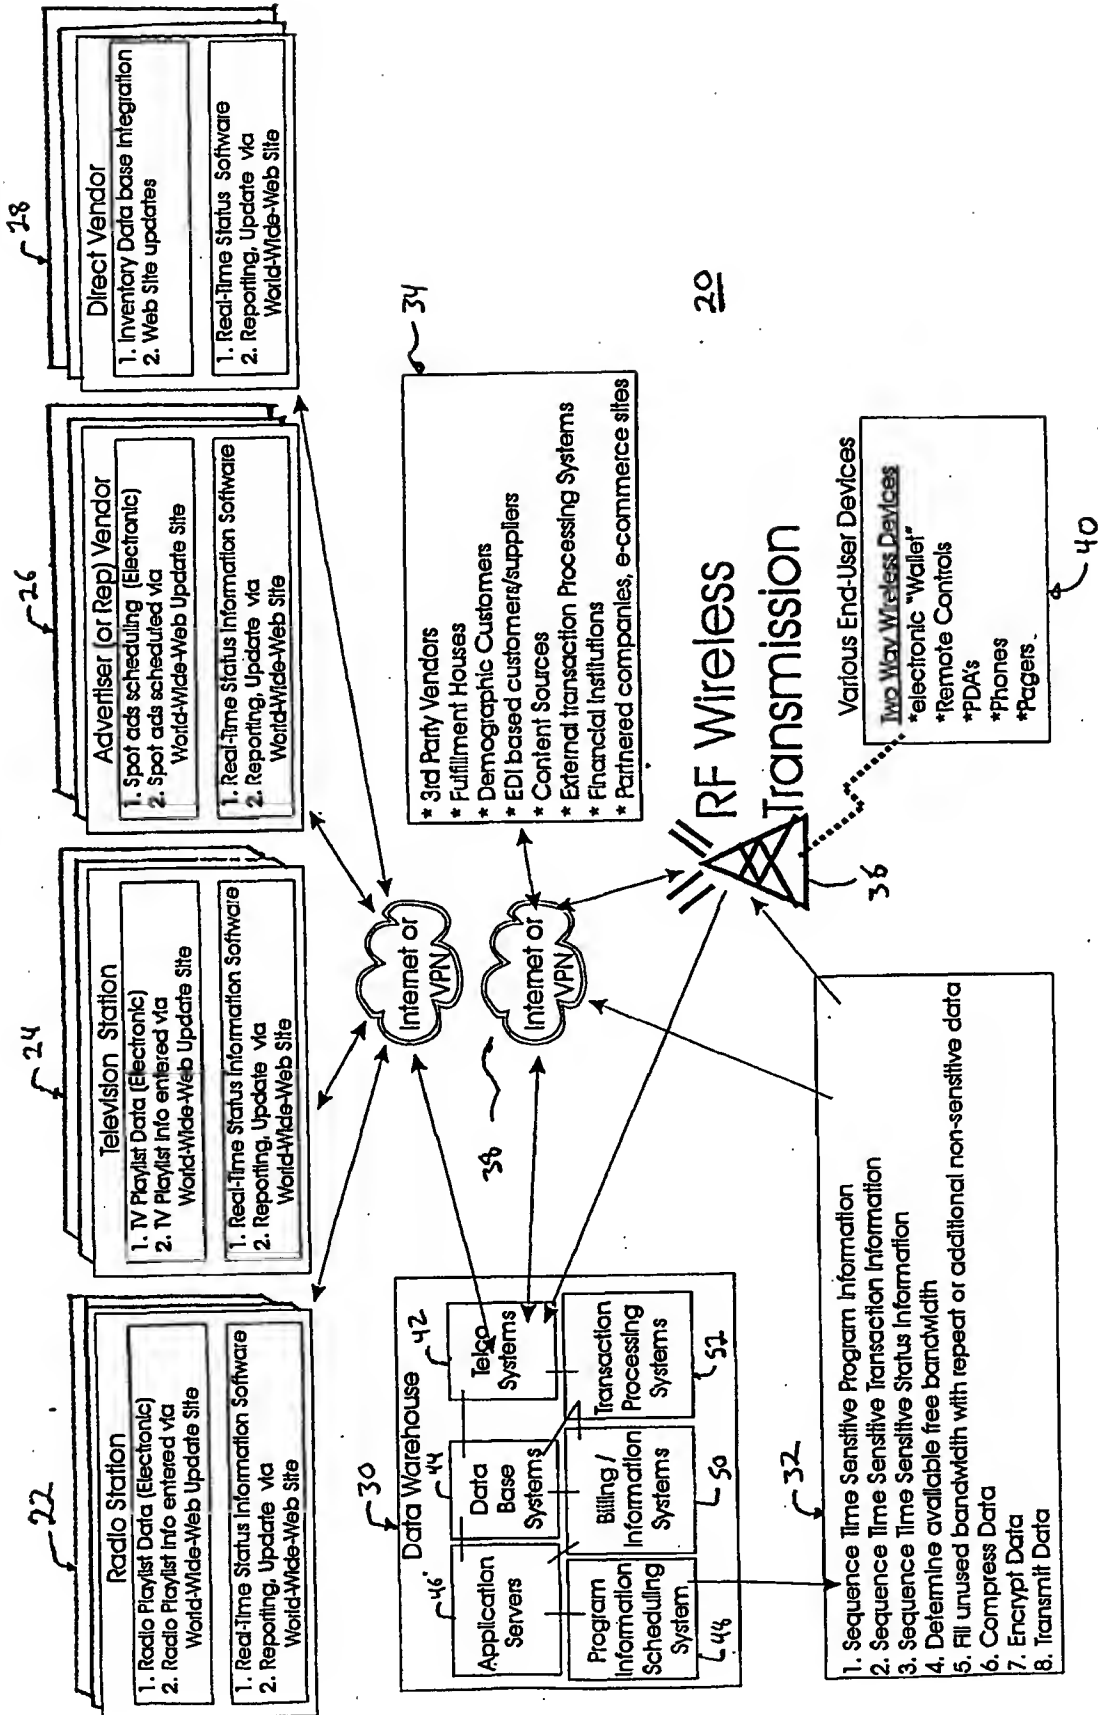 22
Radio Station
1. Radio Playlist Data (Electronic)
2. Radio Playlist Info entered via
World-Wide-Web Update Site
1. Real-Time Status Information Software
2. Reporting, Update via
World-Wide-Web Site
24
Television Station
1. TV Playlist Data (Electronic)
2. TV Playlist Info entered via
World-Wide-Web Update Site
1. Real-Time Status Information Software
2. Reporting, Update via
World-Wide-Web Site
26
Advertiser (or Rep) Vendor
1. Spot ads scheduling (Electronic)
2. Spot ads scheduled via
World-Wide-Web Update Site
1. Real-Time Status Information Software
2. Reporting, Update via
World-Wide-Web Site
28
Direct Vendor
1. Inventory Data base Integration
2. Web Site updates
1. Real-Time Status Software
2. Reporting, Update via
World-Wide-Web Site
Internet or
VPN
38
Internet or
VPN
30
Data Warehouse
46
Application
Servers
44
Data
Base
Systems
42
Telco
Systems
Program
Information
Scheduling
System
48
Billing /
Information
Systems
50
Transaction
Processing
Systems
52
34
* 3rd Party Vendors
* Fulfillment Houses
* Demographic Customers
* EDI based customers/suppliers
* Content Sources
* External transaction Processing Systems
* Financial Institutions
* Partnered companies, e-commerce sites
20
32
1. Sequence Time Sensitive Program Information
2. Sequence Time Sensitive Transaction Information
3. Sequence Time Sensitive Status Information
4. Determine available free bandwidth
5. Fill unused bandwidth with repeat or additional non-sensitive data
6. Compress Data
7. Encrypt Data
8. Transmit Data
36
RF Wireless
Transmission
Various End-User Devices
Two Way Wireless Devices
*electronic "Wallet"
*Remote Controls
*PDA's
*Phones
*Pagers
40